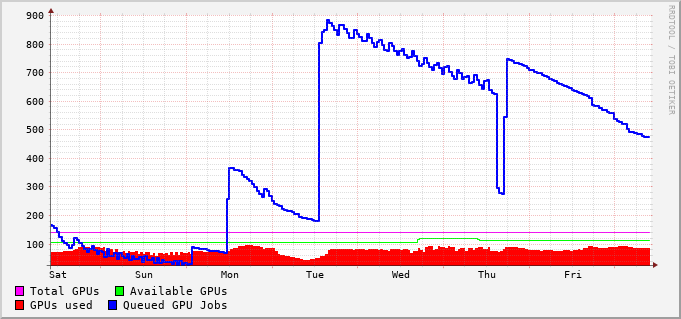 900
800
700
600
500
400
300
200
100
Sat Sun Mon Tue Wed Thu Fri
Total GPUs Available GPUs
GPUs used Queued GPU Jobs
RRDTOOL / TOBI OETIKER